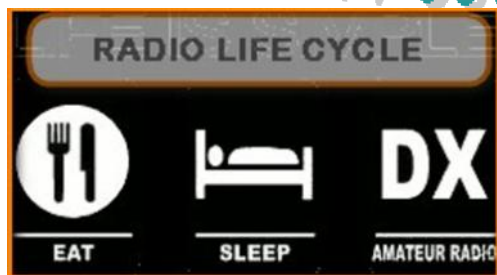 RADIO LIFE CYCLE
DX
EAT
SLEEP
AMATEUR RADIO